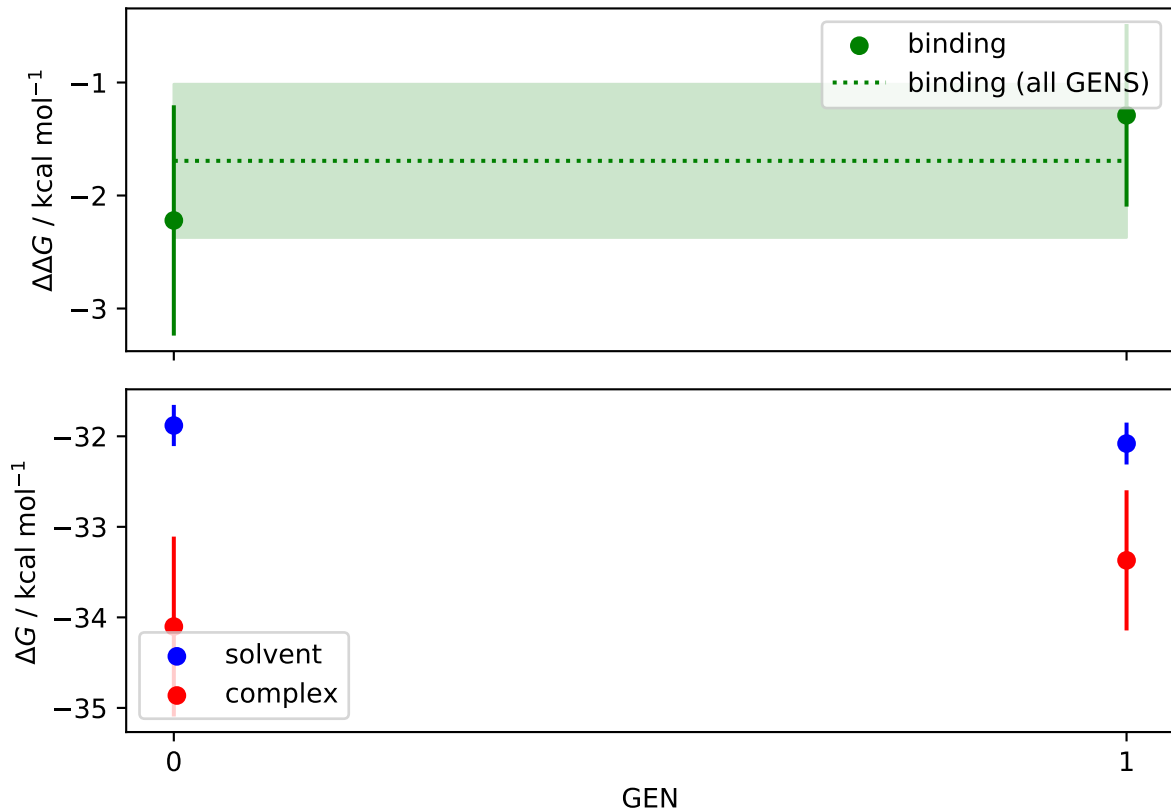 binding
binding (all GENS)
−1
−2
−3
ΔΔG / kcal mol⁻¹
−32
−33
−34
−35
ΔG / kcal mol⁻¹
solvent
complex
0 1
GEN